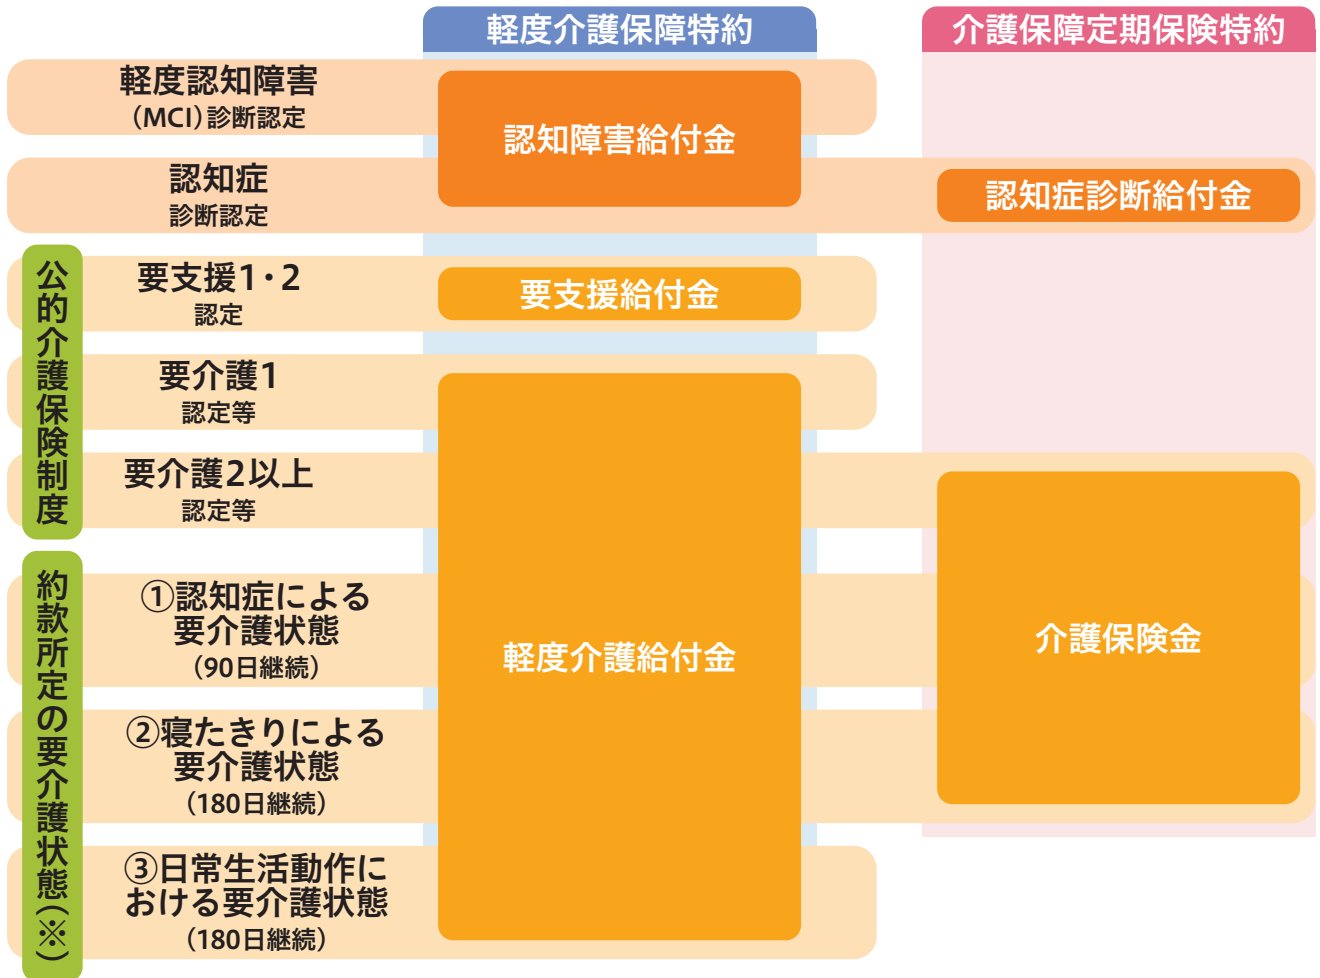 軽度介護保障特約
介護保障定期保険特約
軽度認知障害
（MCI）診断認定
認知障害給付金
認知症
診断認定
認知症診断給付金
公的介護保険制度
要支援1・2
認定
要支援給付金
要介護1
認定等
要介護2以上
認定等
約款所定の要介護状態(※)
①認知症による
要介護状態
（90日継続）
軽度介護給付金
介護保険金
②寝たきりによる
要介護状態
（180日継続）
③日常生活動作に
おける要介護状態
（180日継続）